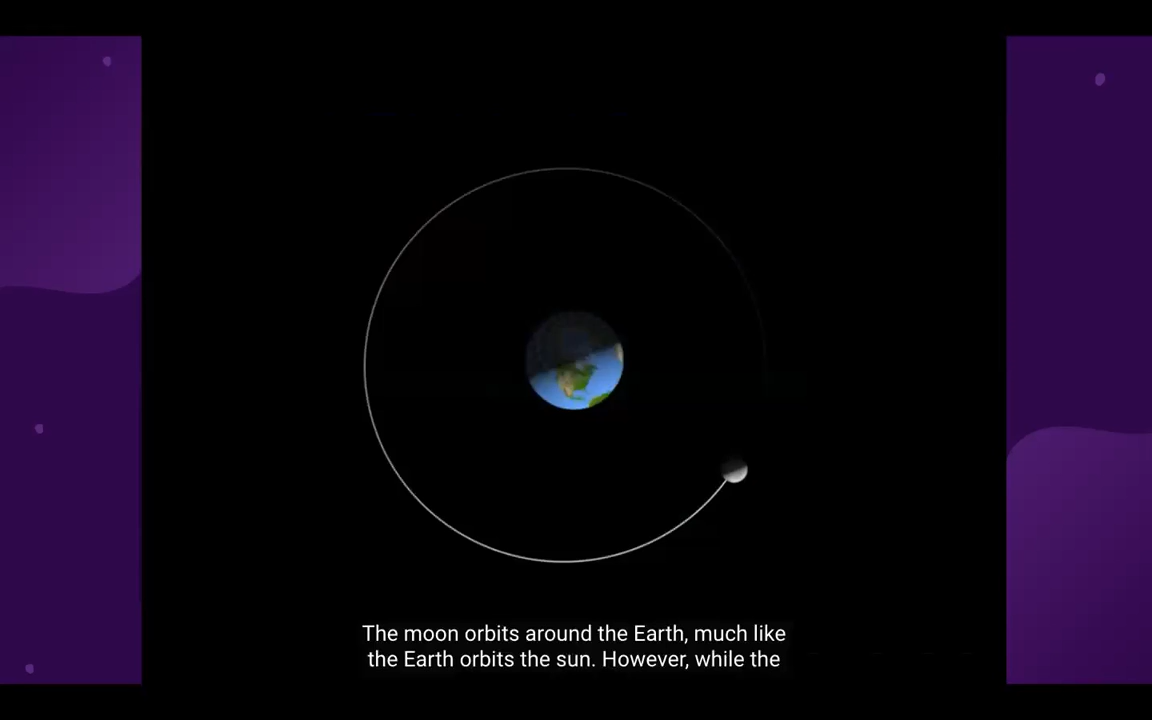 The moon orbits around the Earth, much like
the Earth orbits the sun. However, while the